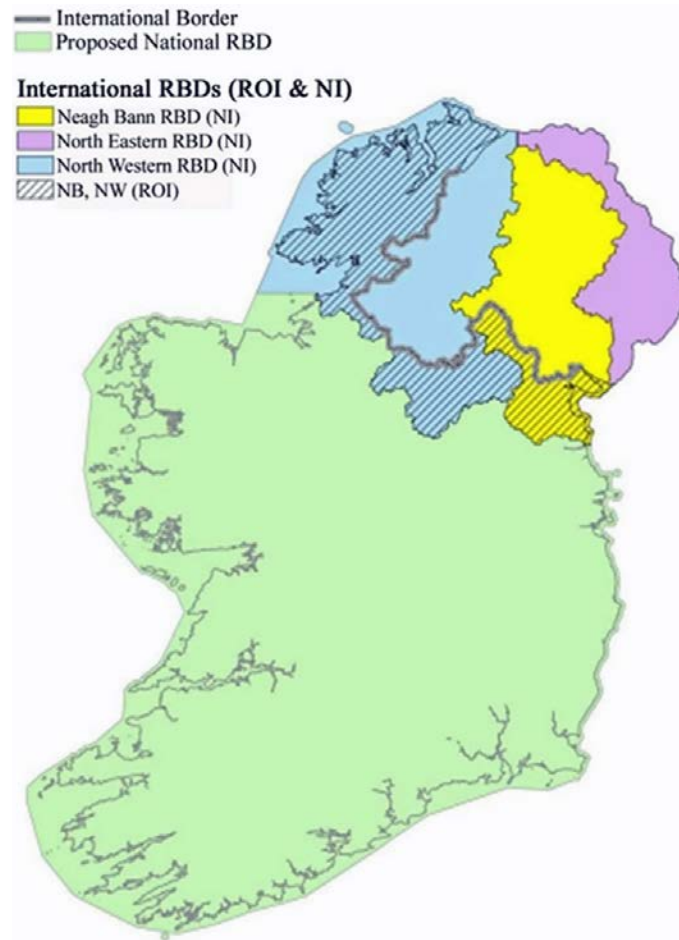 International Border
Proposed National RBD
International RBDs (ROI & NI)
Neagh Bann RBD (NI)
North Eastern RBD (NI)
North Western RBD (NI)
NB, NW (ROI)